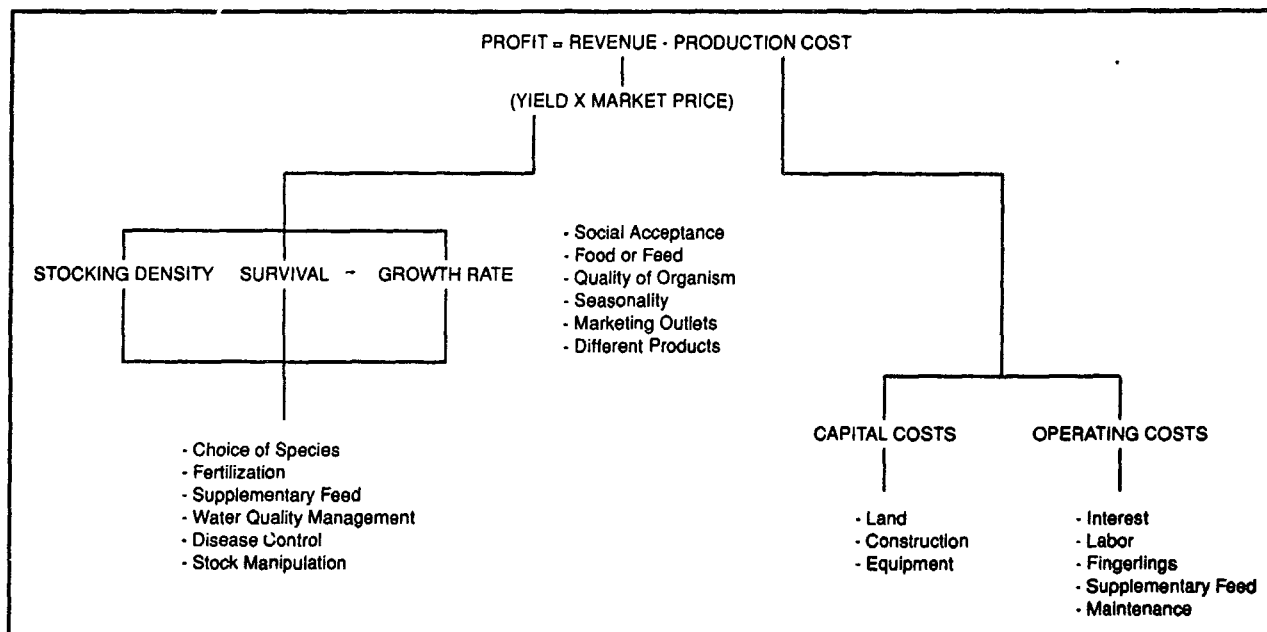 PROFIT = REVENUE - PRODUCTION COST
(YIELD X MARKET PRICE)
STOCKING DENSITY SURVIVAL - GROWTH RATE
- Social Acceptance
- Food or Feed
- Quality of Organism
- Seasonality
- Marketing Outlets
- Different Products
- Choice of Species
- Fertilization
- Supplementary Feed
- Water Quality Management
- Disease Control
- Stock Manipulation
CAPITAL COSTS
- Land
- Construction
- Equipment
OPERATING COSTS
- Interest
- Labor
- Fingerlings
- Supplementary Feed
- Maintenance